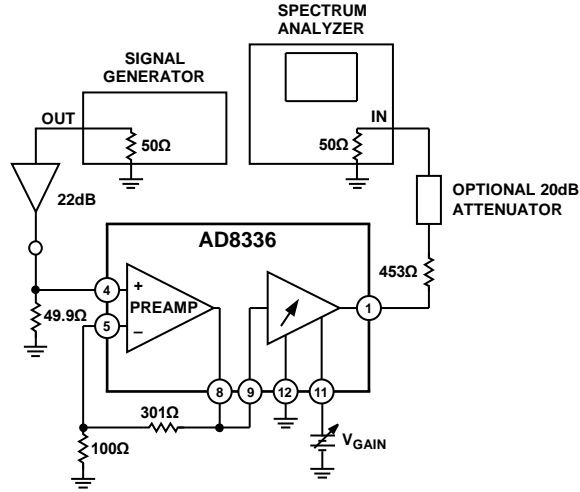 SPECTRUM
ANALYZER
SIGNAL
GENERATOR
OUT
50Ω
IN
50Ω
22dB
OPTIONAL 20dB
ATTENUATOR
AD8336
453Ω
4
+
PREAMP
1
49.9Ω
5
–
8
9
12
11
301Ω
100Ω
VGAIN